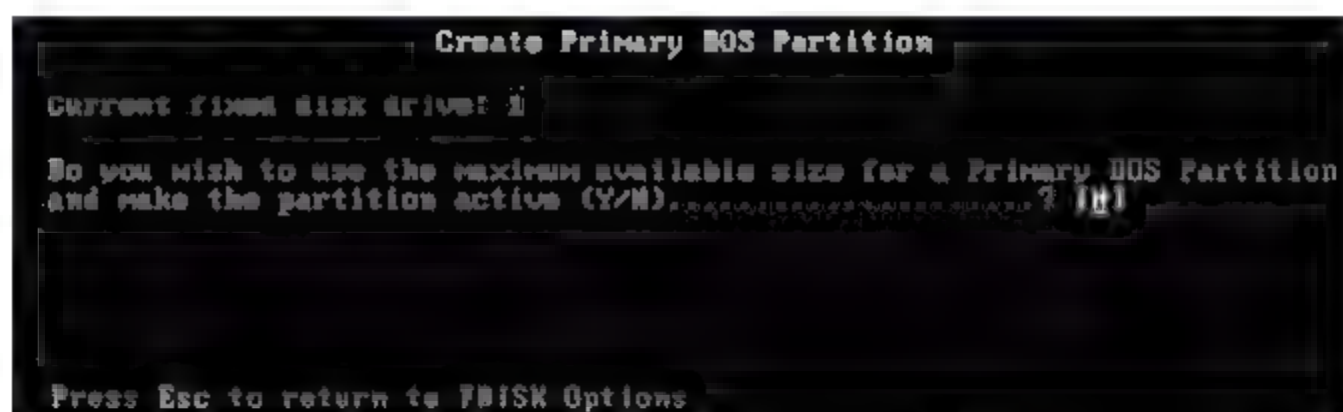 Create Primary DOS Partition
Current fixed disk drive: 1
Do you wish to use the maximum available size for a Primary DOS Partition
and make the partition active (Y/N)....................? [N]
Press Esc to return to FDISK Options